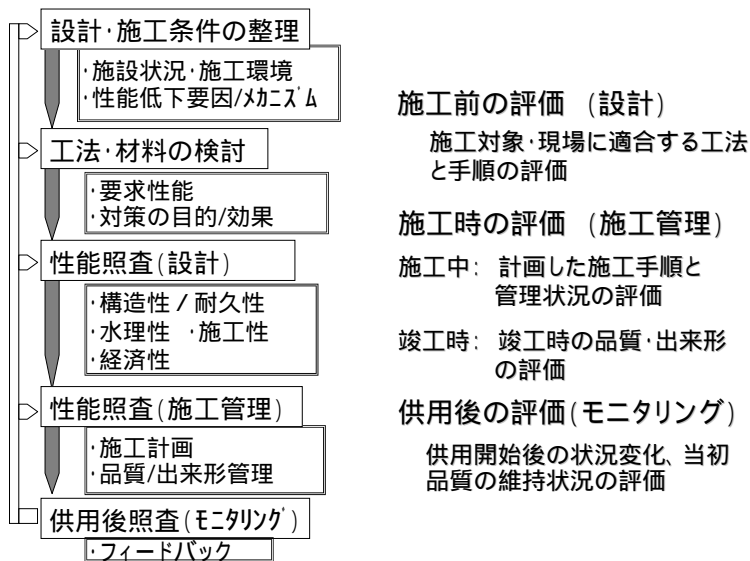 設計・施工条件の整理
・施設状況・施工環境
・性能低下要因/ﾒｶﾆｽﾞﾑ
工法・材料の検討
・要求性能
・対策の目的/効果
性能照査(設計)
・構造性/耐久性
・水理性 ・施工性
・経済性
性能照査(施工管理)
・施工計画
・品質/出来形管理
供用後照査(ﾓﾆﾀﾘﾝｸﾞ)
・フィードバック
施工前の評価 (設計)
施工対象・現場に適合する工法
と手順の評価
施工時の評価 (施工管理)
施工中: 計画した施工手順と
管理状況の評価
竣工時: 竣工時の品質・出来形
の評価
供用後の評価(モニタリング)
供用開始後の状況変化、当初
品質の維持状況の評価